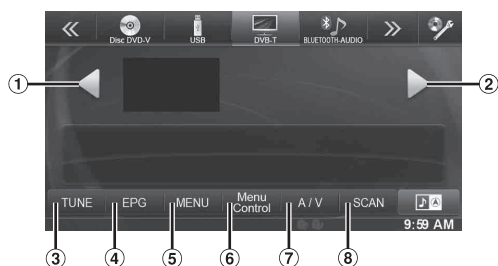 Disc DVD-V USB DVB-T BLUETOOTH-AUDIO
1 2
TUNE EPG MENU Menu Control A / V SCAN
9:59 AM
3 4 5 6 7 8